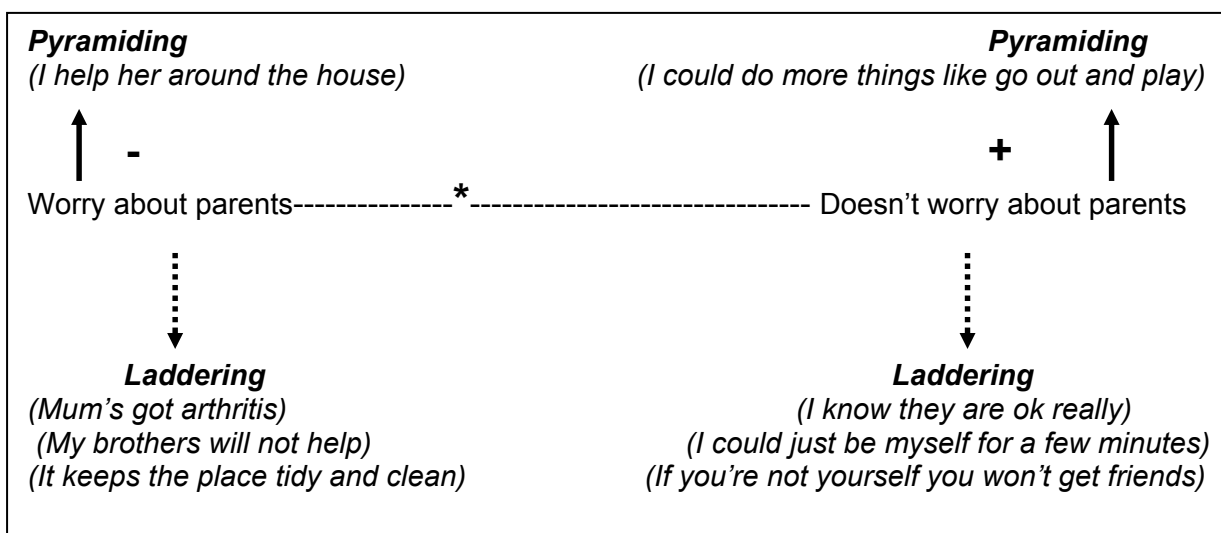 Pyramiding Pyramiding
(I help her around the house) (I could do more things like go out and play)
- +
Worry about parents---------------*-------------------------------- Doesn't worry about parents
Laddering Laddering
(Mum's got arthritis) (I know they are ok really)
(My brothers will not help) (I could just be myself for a few minutes)
(It keeps the place tidy and clean) (If you're not yourself you won't get friends)